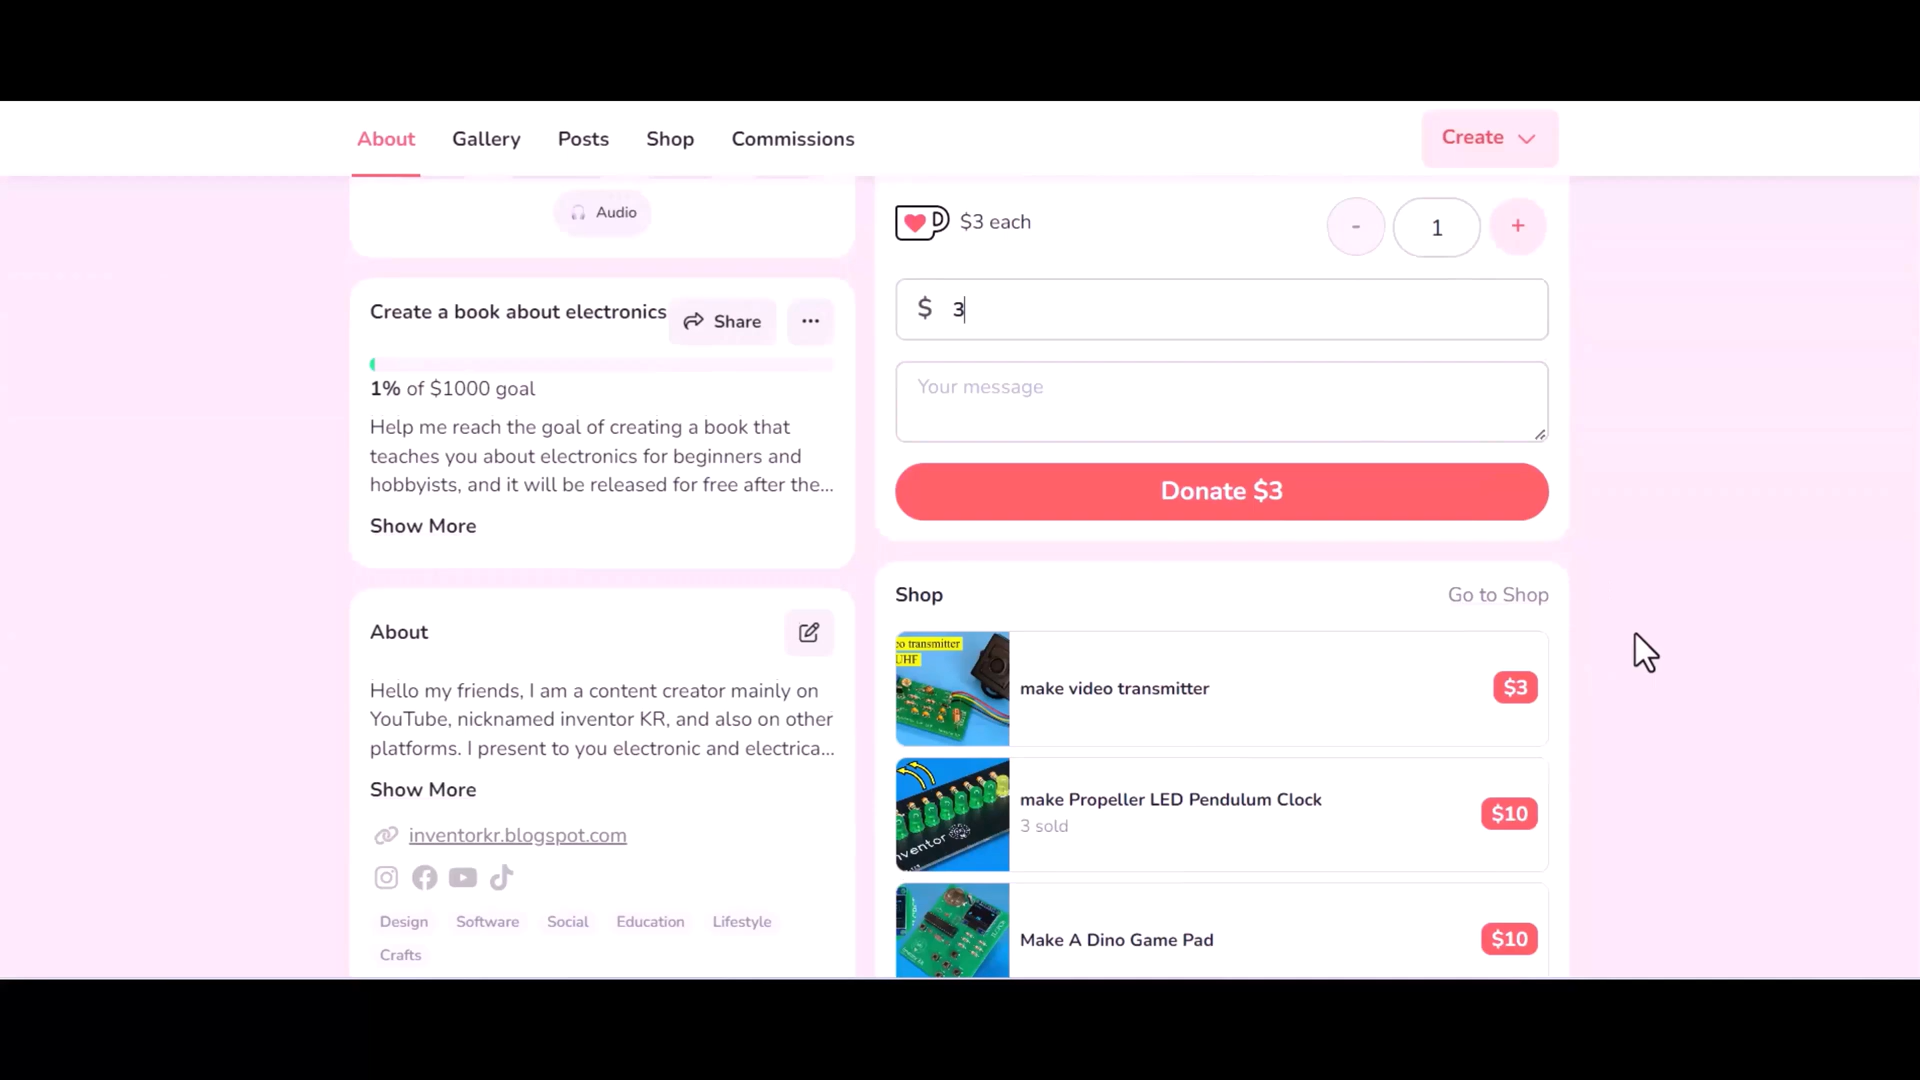 About Gallery Posts Shop Commissions Create
Audio
Create a book about electronics
Share
1% of $1000 goal
Help me reach the goal of creating a book that
teaches you about electronics for beginners and
hobbyists, and it will be released for free after the...
Show More
About
Hello my friends, I am a content creator mainly on
YouTube, nicknamed inventor KR, and also on other
platforms. I present to you electronic and electrica...
Show More
inventorkr.blogspot.com
Design Software Social Education Lifestyle
Crafts
D
$3 each
- 1 +
$ 3
Your message
Donate $3
Shop Go to Shop
eo transmitter
UHF
make video transmitter
$3
nventor
make Propeller LED Pendulum Clock
3 sold
$10
Make A Dino Game Pad
$10